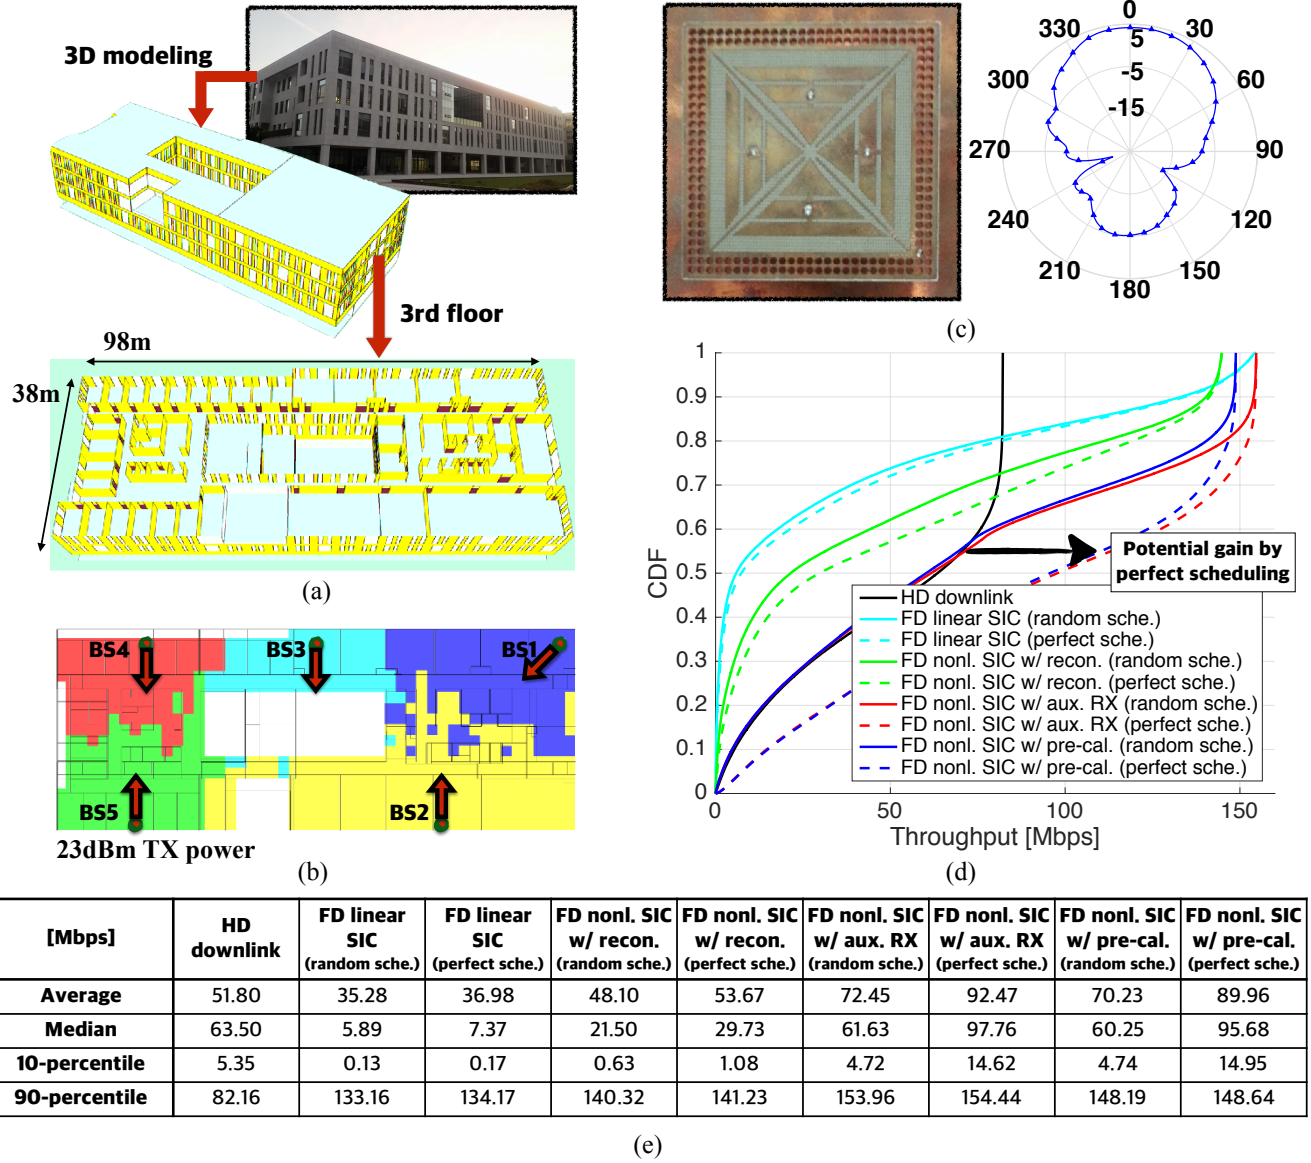 3D modeling
3rd floor
98m
38m
(a)
BS4
BS3
BS1
BS5
BS2
23dBm TX power
(b)
0
330
30
5
300
-5
60
-15
270
90
240
120
210
150
180
(c)
1
0.9
0.8
0.7
0.6
0.5
0.4
0.3
0.2
0.1
0
CDF
Potential gain by
perfect scheduling
HD downlink
FD linear SIC (random sche.)
FD linear SIC (perfect sche.)
FD nonl. SIC w/ recon. (random sche.)
FD nonl. SIC w/ recon. (perfect sche.)
FD nonl. SIC w/ aux. RX (random sche.)
FD nonl. SIC w/ aux. RX (perfect sche.)
FD nonl. SIC w/ pre-cal. (random sche.)
FD nonl. SIC w/ pre-cal. (perfect sche.)
0 50 100 150
Throughput [Mbps]
(d)
[Mbps] HD downlink FD linear SIC (random sche.) FD linear SIC (perfect sche.) FD nonl. SIC w/ recon. (random sche.) FD nonl. SIC w/ recon. (perfect sche.) FD nonl. SIC w/ aux. RX (random sche.) FD nonl. SIC w/ aux. RX (perfect sche.) FD nonl. SIC w/ pre-cal. (random sche.) FD nonl. SIC w/ pre-cal. (perfect sche.)
Average 51.80 35.28 36.98 48.10 53.67 72.45 92.47 70.23 89.96
Median 63.50 5.89 7.37 21.50 29.73 61.63 97.76 60.25 95.68
10-percentile 5.35 0.13 0.17 0.63 1.08 4.72 14.62 4.74 14.95
90-percentile 82.16 133.16 134.17 140.32 141.23 153.96 154.44 148.19 148.64
(e)